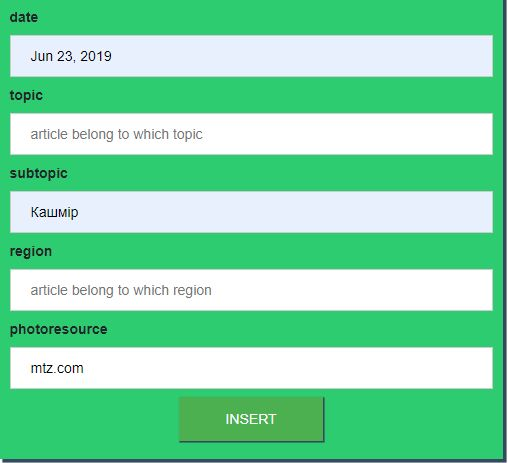 date
Jun 23, 2019
topic
article belong to which topic
subtopic
Кашмір
region
article belong to which region
photoresource
mtz.com
INSERT